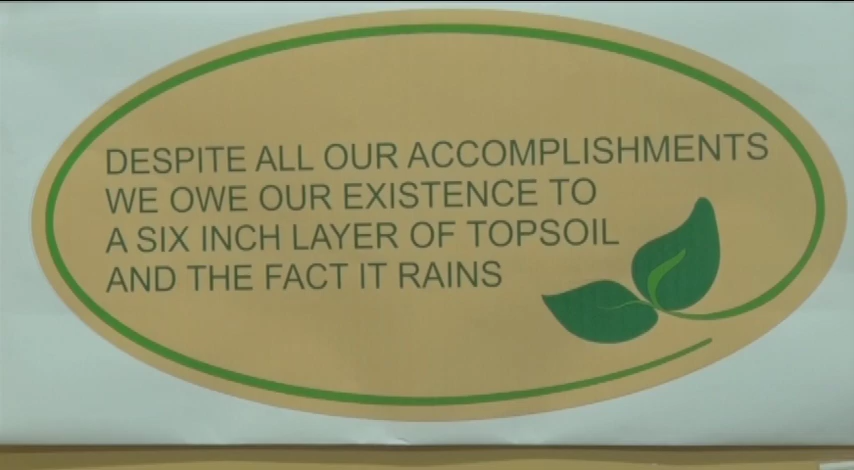 DESPITE ALL OUR ACCOMPLISHMENTS
WE OWE OUR EXISTENCE TO
A SIX INCH LAYER OF TOPSOIL
AND THE FACT IT RAINS